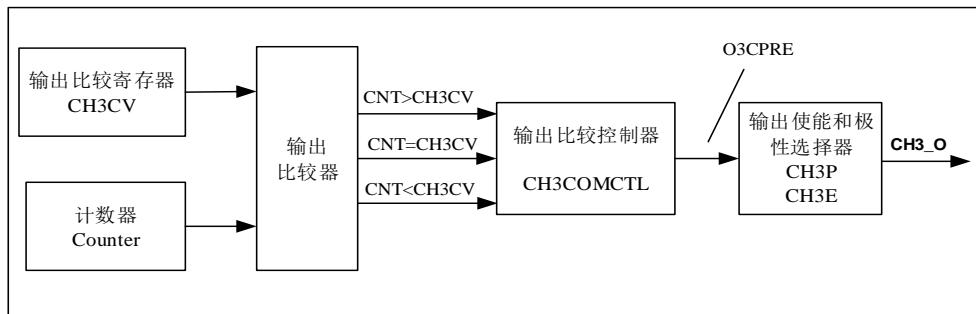 输出比较寄存器
CH3CV
计数器
Counter
输出
比较器
CNT>CH3CV
CNT=CH3CV
CNT<CH3CV
输出比较控制器
CH3COMCTL
O3CPRE
输出使能和极
性选择器
CH3P
CH3E
CH3_O